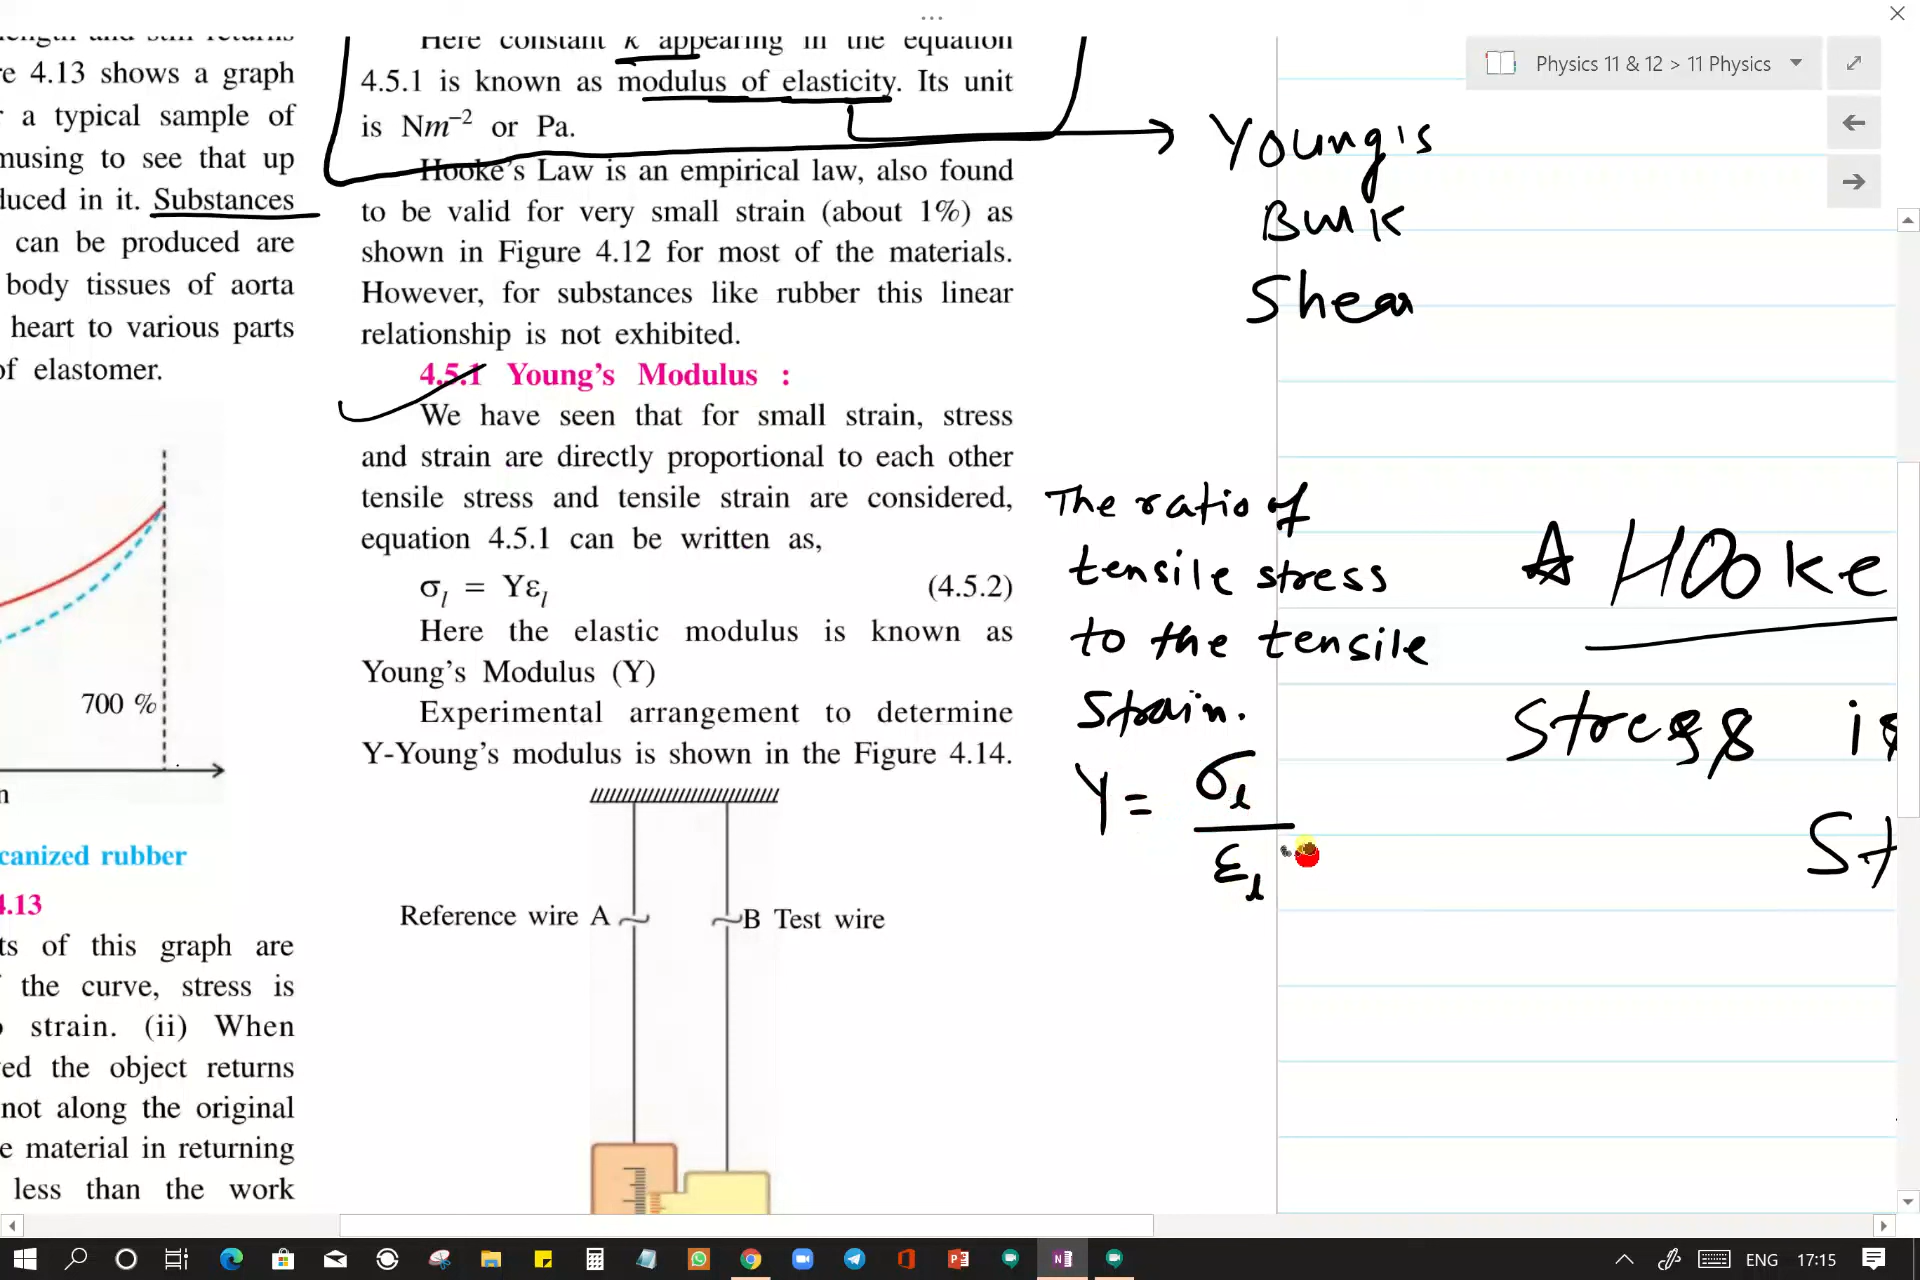 Physics 11 & 12 > 11 Physics
length and still returns
re 4.13 shows a graph
a typical sample of
musing to see that up
duced in it. Substances
can be produced are
body tissues of aorta
heart to various parts
of elastomer.
700 %
n
canized rubber
4.13
ts of this graph are
the curve, stress is
strain. (ii) When
ed the object returns
not along the original
e material in returning
less than the work
Here constant k appearing in the equation
4.5.1 is known as modulus of elasticity. Its unit
is Nm⁻² or Pa.
Hooke's Law is an empirical law, also found
to be valid for very small strain (about 1%) as
shown in Figure 4.12 for most of the materials.
However, for substances like rubber this linear
relationship is not exhibited.
4.5.1 Young's Modulus :
We have seen that for small strain, stress
and strain are directly proportional to each other
tensile stress and tensile strain are considered,
equation 4.5.1 can be written as,
σl = Yεl (4.5.2)
Here the elastic modulus is known as
Young's Modulus (Y)
Experimental arrangement to determine
Y-Young's modulus is shown in the Figure 4.14.
Reference wire A
B Test wire
Young's
Bulk
Shear
The ratio of
tensile stress
to the tensile
Strain.
Y = σl
εl
Hooke
Stress is
St
ENG 17:15